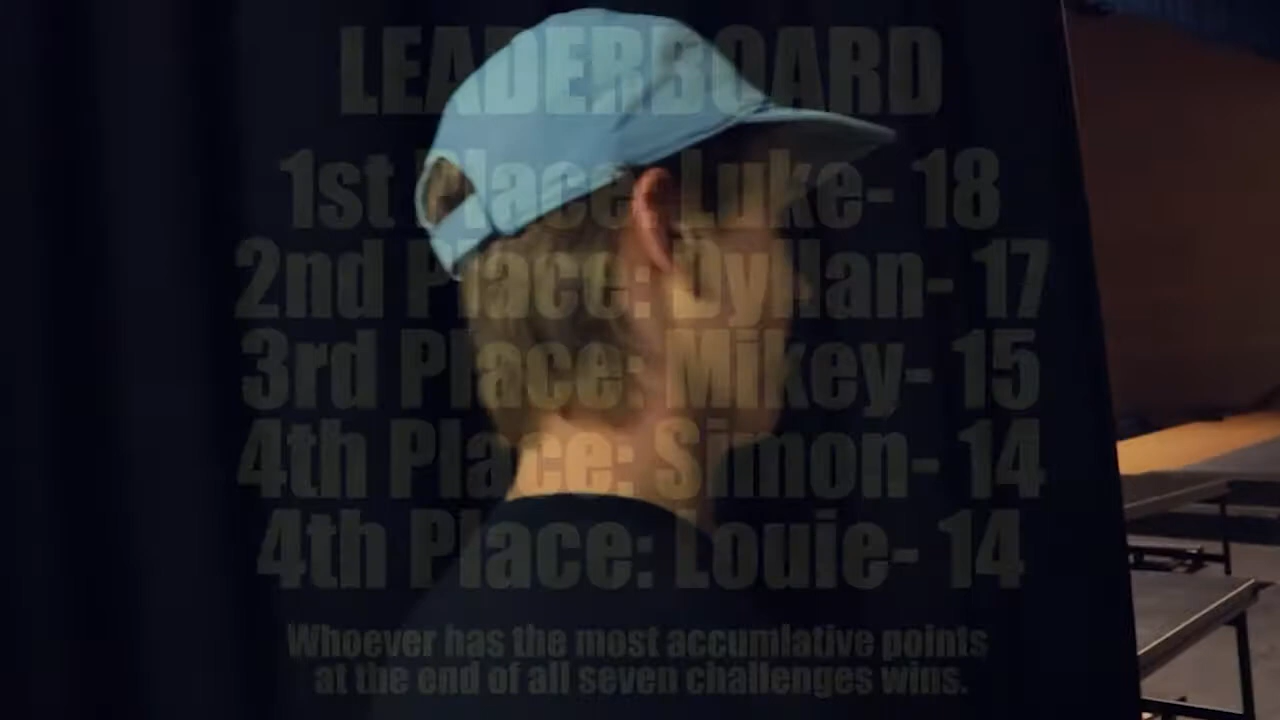 LEADERBOARD
1st Place: Luke- 18
2nd Place: Dyllan- 17
3rd Place: Mikey- 15
4th Place: Simon- 14
4th Place: Louie- 14
Whoever has the most accumlative points
at the end of all seven challenges wins.